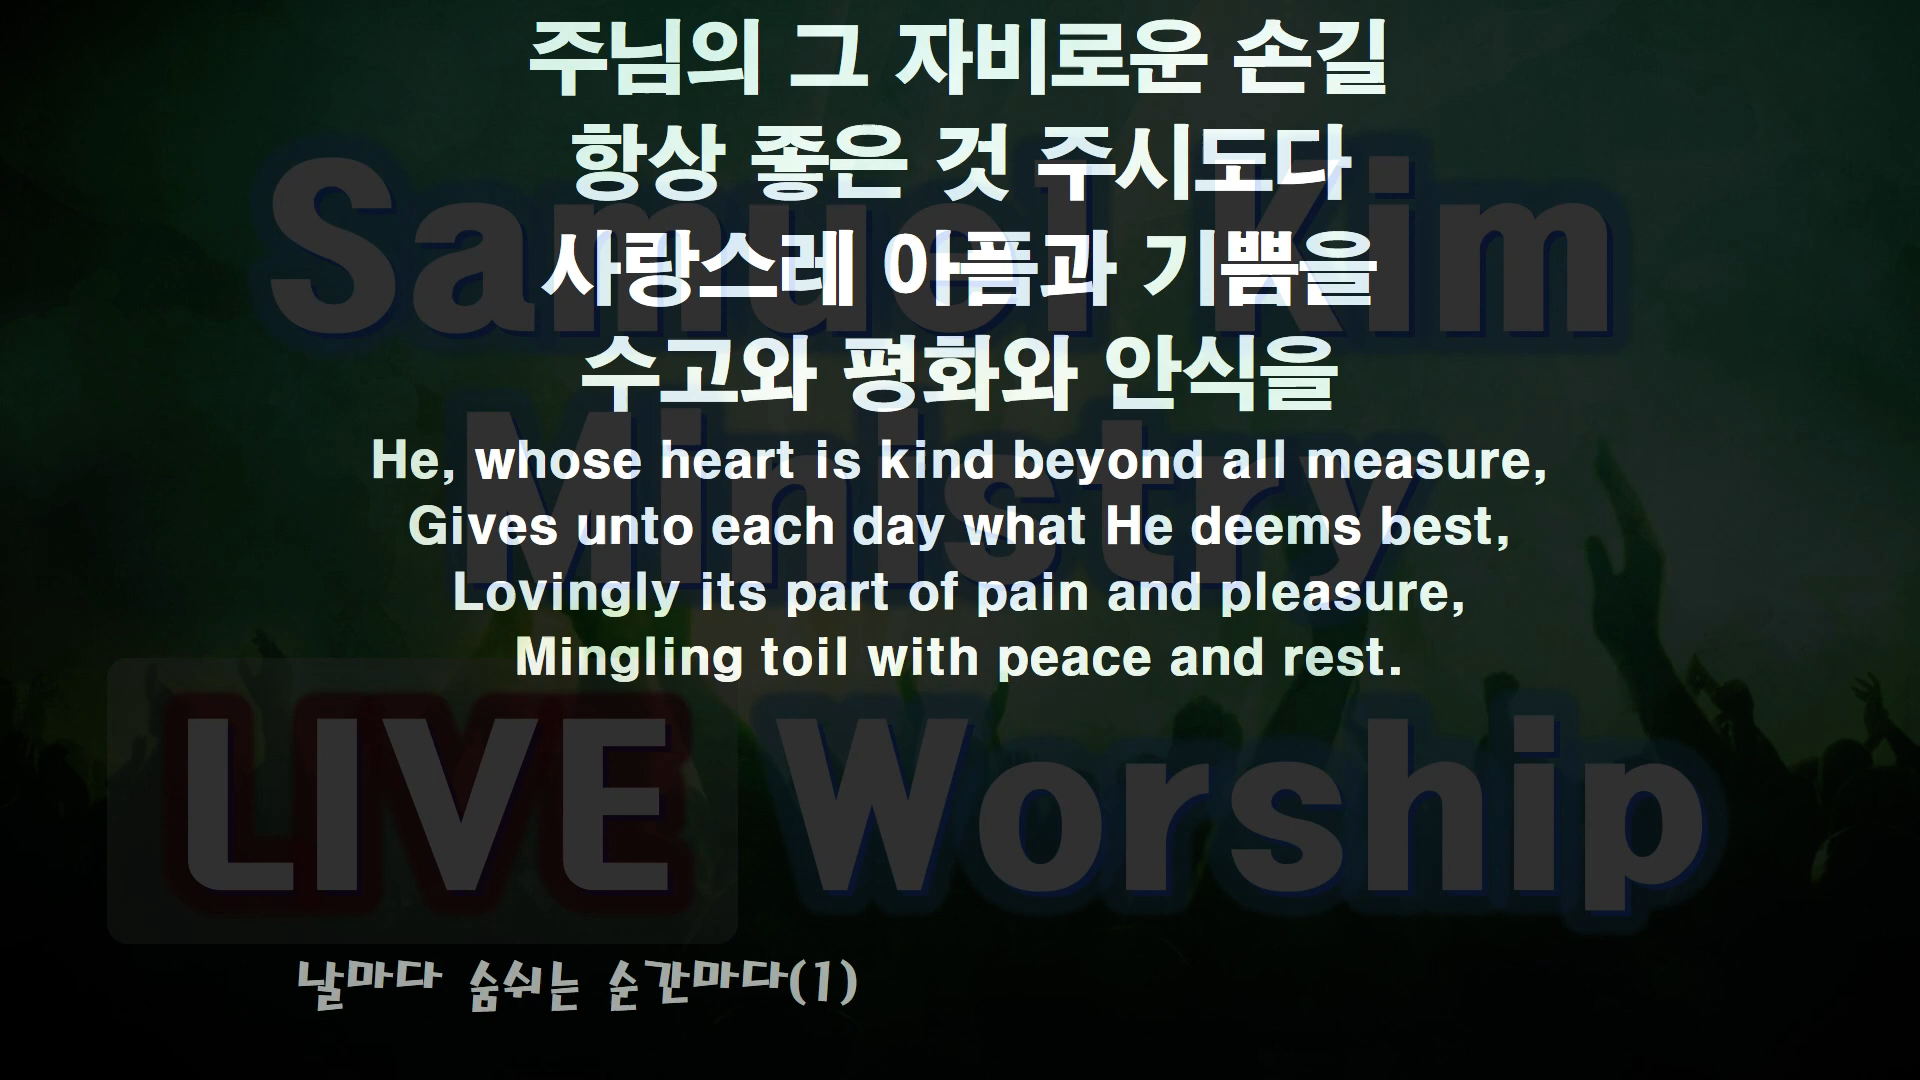 주님의 그 자비로운 손길
항상 좋은 것 주시도다
사랑스레 아픔과 기쁨을
수고와 평화와 안식을
He, whose heart is kind beyond all measure,
Gives unto each day what He deems best,
Lovingly its part of pain and pleasure,
Mingling toil with peace and rest.
Samuel Kim
Ministry
LIVE Worship
날마다 숨쉬는 순간마다(1)